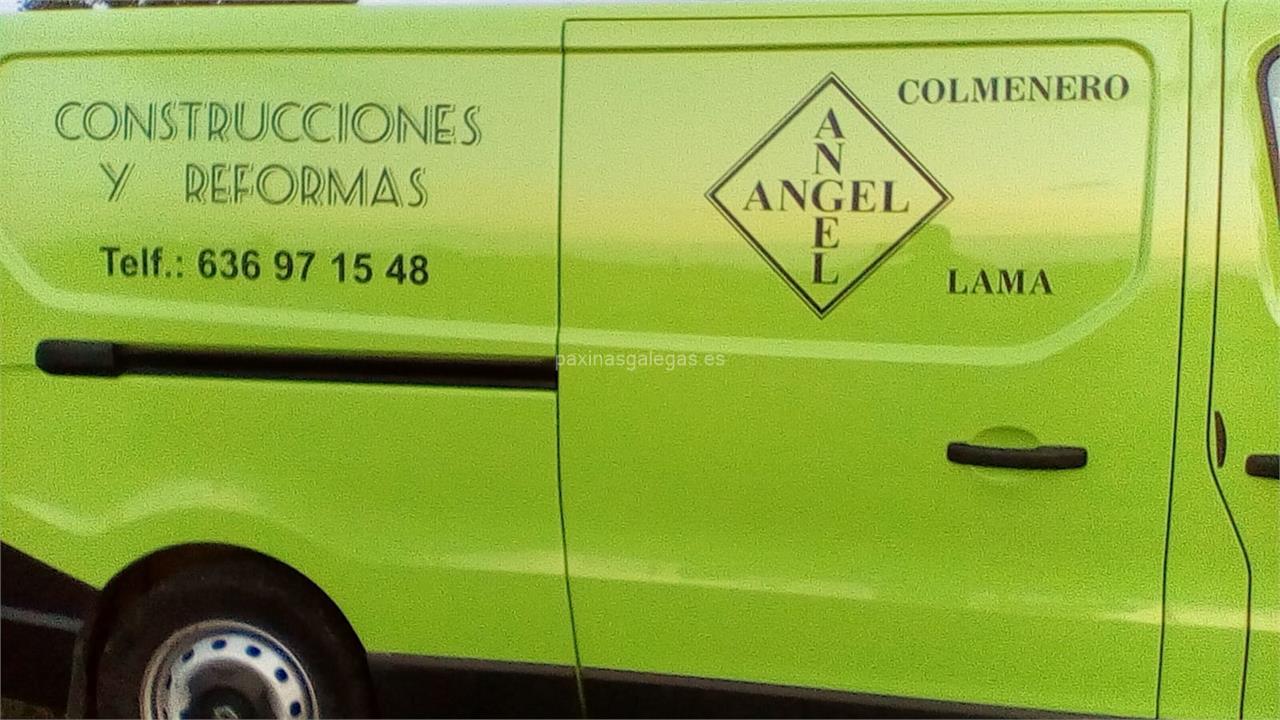 CONSTRUCCIONES
Y REFORMAS
Telf.: 636 97 15 48
COLMENERO
ANGEL
ANGEL
LAMA
paxinasgalegas.es